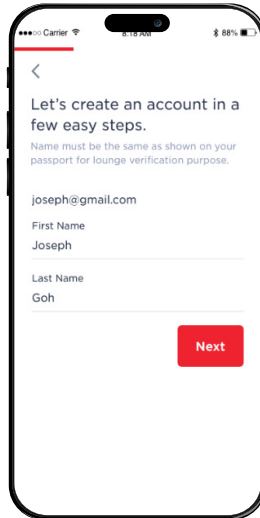 Carrier 8:18 AM 88%
Let's create an account in a
few easy steps.
Name must be the same as shown on your
passport for lounge verification purpose.
joseph@gmail.com
First Name
Joseph
Last Name
Goh
Next